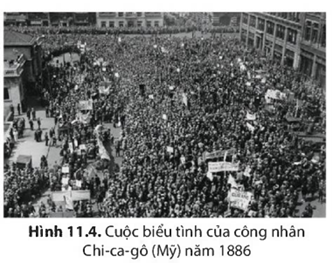 Hình 11.4. Cuộc biểu tình của công nhân
Chi-ca-gô (Mỹ) năm 1886